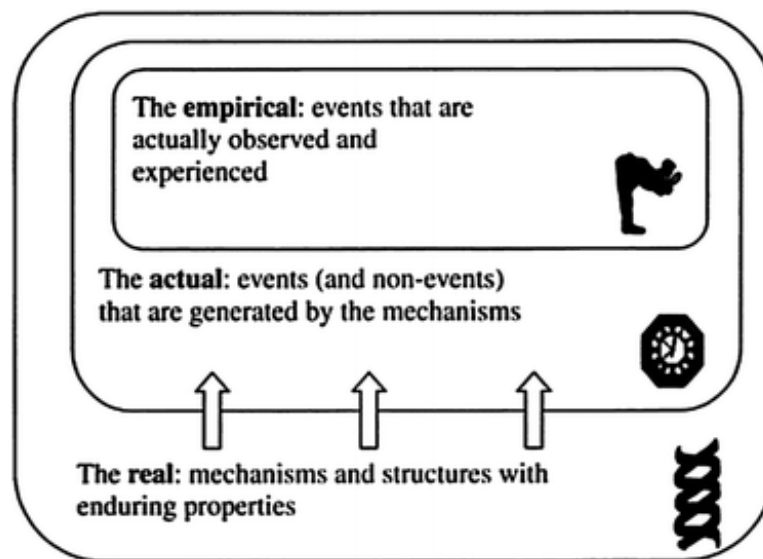 The empirical: events that are
actually observed and
experienced
The actual: events (and non-events)
that are generated by the mechanisms
The real: mechanisms and structures with
enduring properties